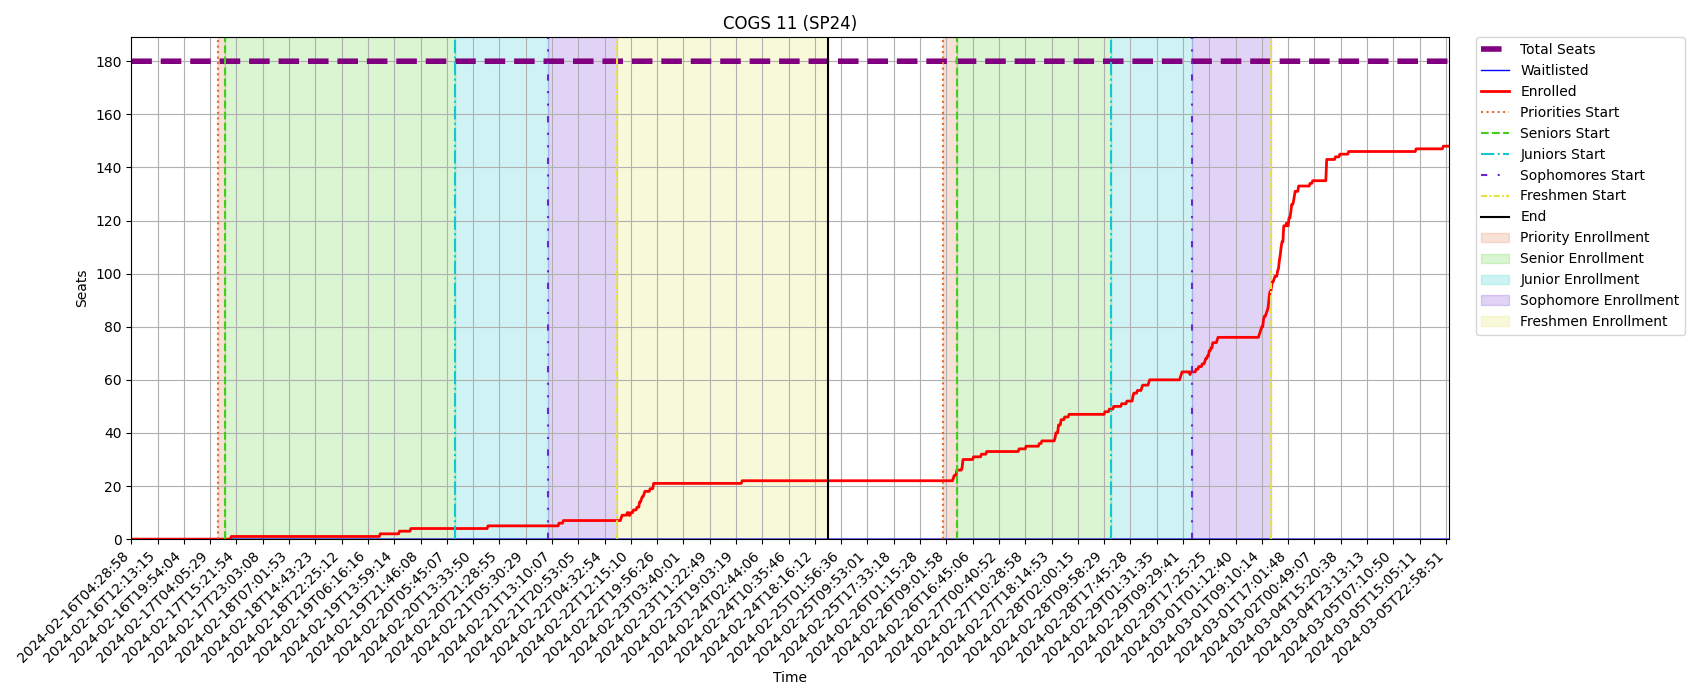 COGS 11 (SP24)
Seats
180
160
140
120
100
80
60
40
20
0
2024-02-16T04:28:58
2024-02-16T12:13:15
2024-02-16T19:54:04
2024-02-17T04:05:29
2024-02-17T15:21:54
2024-02-17T23:03:08
2024-02-18T07:01:53
2024-02-18T14:43:23
2024-02-18T22:25:12
2024-02-19T06:16:16
2024-02-19T13:59:14
2024-02-19T21:46:08
2024-02-20T05:45:07
2024-02-20T13:33:50
2024-02-20T21:28:55
2024-02-21T05:30:29
2024-02-21T13:10:07
2024-02-21T20:53:05
2024-02-22T04:32:54
2024-02-22T12:15:10
2024-02-22T19:56:26
2024-02-23T03:40:01
2024-02-23T11:22:49
2024-02-23T19:03:19
2024-02-24T02:44:06
2024-02-24T10:35:46
2024-02-24T18:16:12
2024-02-25T01:56:36
2024-02-25T09:53:01
2024-02-25T17:33:18
2024-02-26T01:15:28
2024-02-26T09:01:58
2024-02-26T16:45:06
2024-02-27T00:40:52
2024-02-27T10:28:58
2024-02-27T18:14:53
2024-02-28T02:00:15
2024-02-28T09:58:29
2024-02-28T17:45:28
2024-02-29T01:31:35
2024-02-29T09:29:41
2024-02-29T17:25:25
2024-03-01T01:12:40
2024-03-01T09:10:14
2024-03-01T17:01:48
2024-03-02T00:49:07
2024-03-04T15:20:38
2024-03-04T23:13:13
2024-03-05T07:10:50
2024-03-05T15:05:11
2024-03-05T22:58:51
Time
Total Seats
Waitlisted
Enrolled
Priorities Start
Seniors Start
Juniors Start
Sophomores Start
Freshmen Start
End
Priority Enrollment
Senior Enrollment
Junior Enrollment
Sophomore Enrollment
Freshmen Enrollment